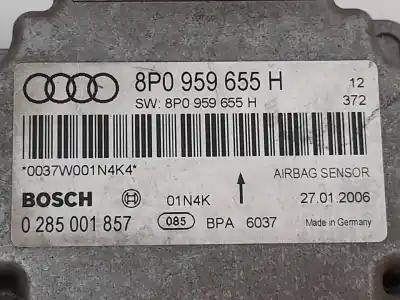 8P0 959 655 H 12
SW: 8P0 959 655 H 372
*0037W001N4K4*
AIRBAG SENSOR
BOSCH 01N4K 27.01.2006
0 285 001 857 085 BPA 6037 Made in Germany